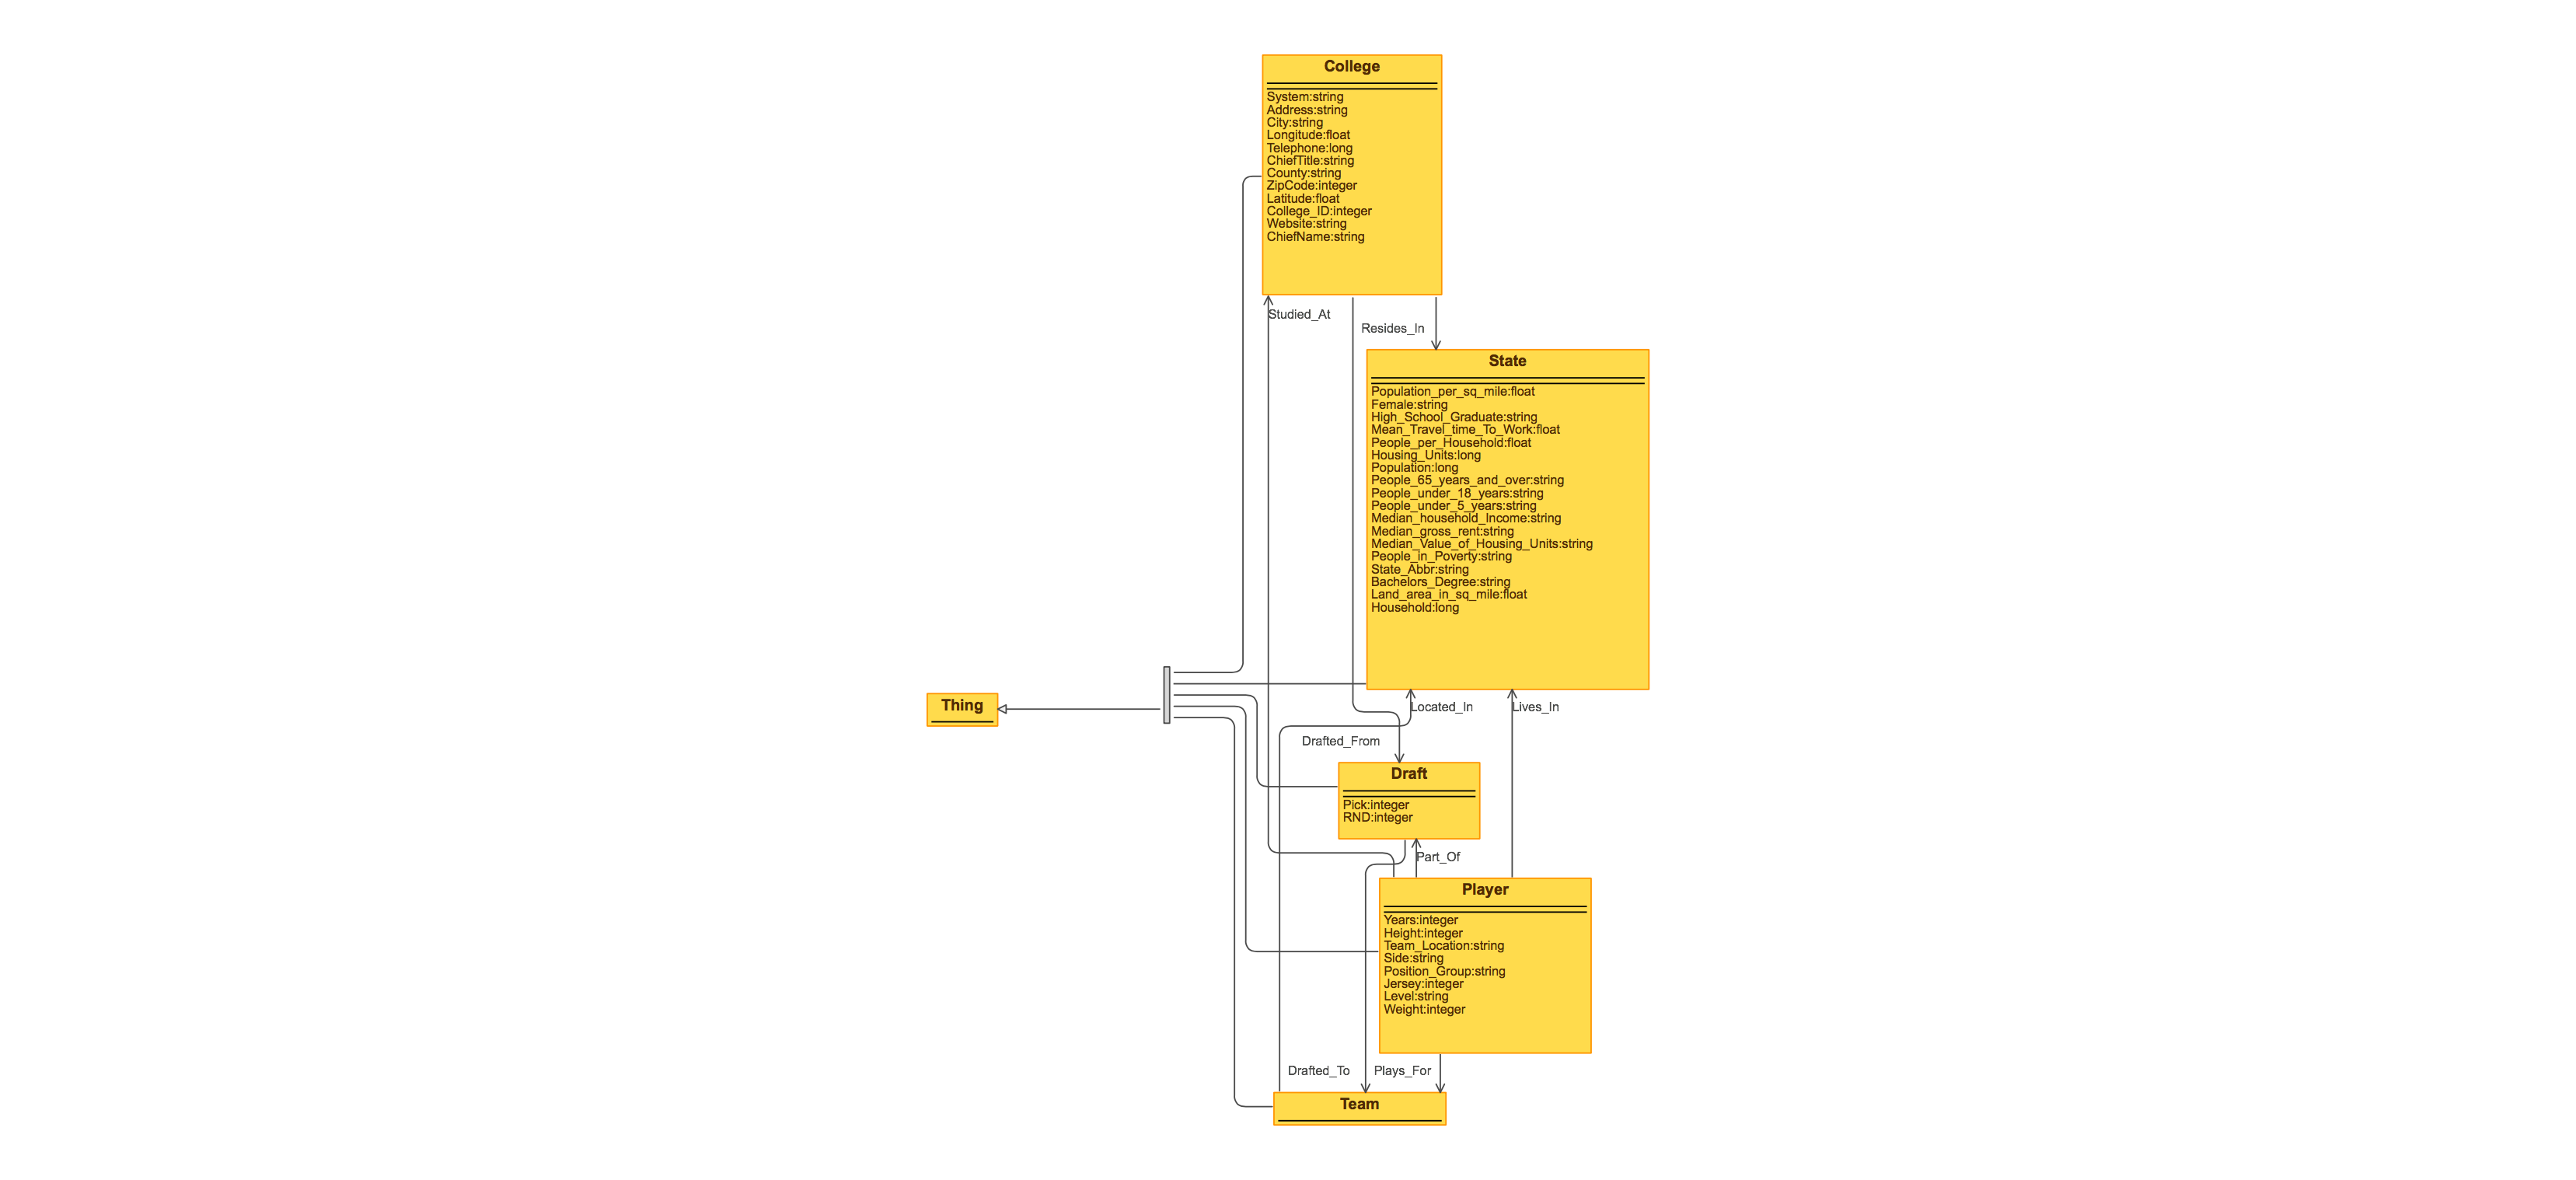 College
System:string
Address:string
City:string
Longitude:float
Telephone:long
ChiefTitle:string
County:string
ZipCode:integer
Latitude:float
College_ID:integer
Website:string
ChiefName:string
Studied_At
Resides_In
State
Population_per_sq_mile:float
Female:string
High_School_Graduate:string
Mean_Travel_time_To_Work:float
People_per_Household:float
Housing_Units:long
Population:long
People_65_years_and_over:string
People_under_18_years:string
People_under_5_years:string
Median_household_Income:string
Median_gross_rent:string
Median_Value_of_Housing_Units:string
People_in_Poverty:string
State_Abbr:string
Bachelors_Degree:string
Land_area_in_sq_mile:float
Household:long
Thing
Located_In
Lives_In
Drafted_From
Draft
Pick:integer
RND:integer
Part_Of
Player
Years:integer
Height:integer
Team_Location:string
Side:string
Position_Group:string
Jersey:integer
Level:string
Weight:integer
Drafted_To
Plays_For
Team